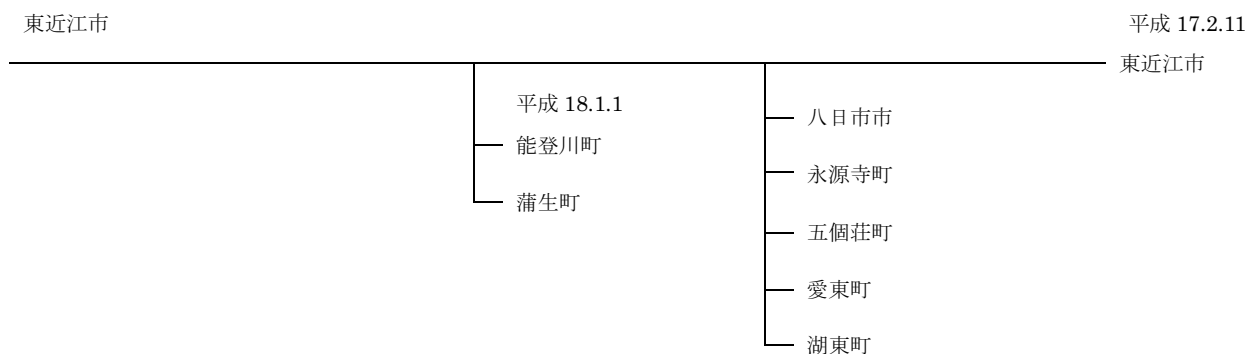 東近江市
平成 17.2.11
東近江市
平成 18.1.1
能登川町
蒲生町
八日市市
永源寺町
五個荘町
愛東町
湖東町